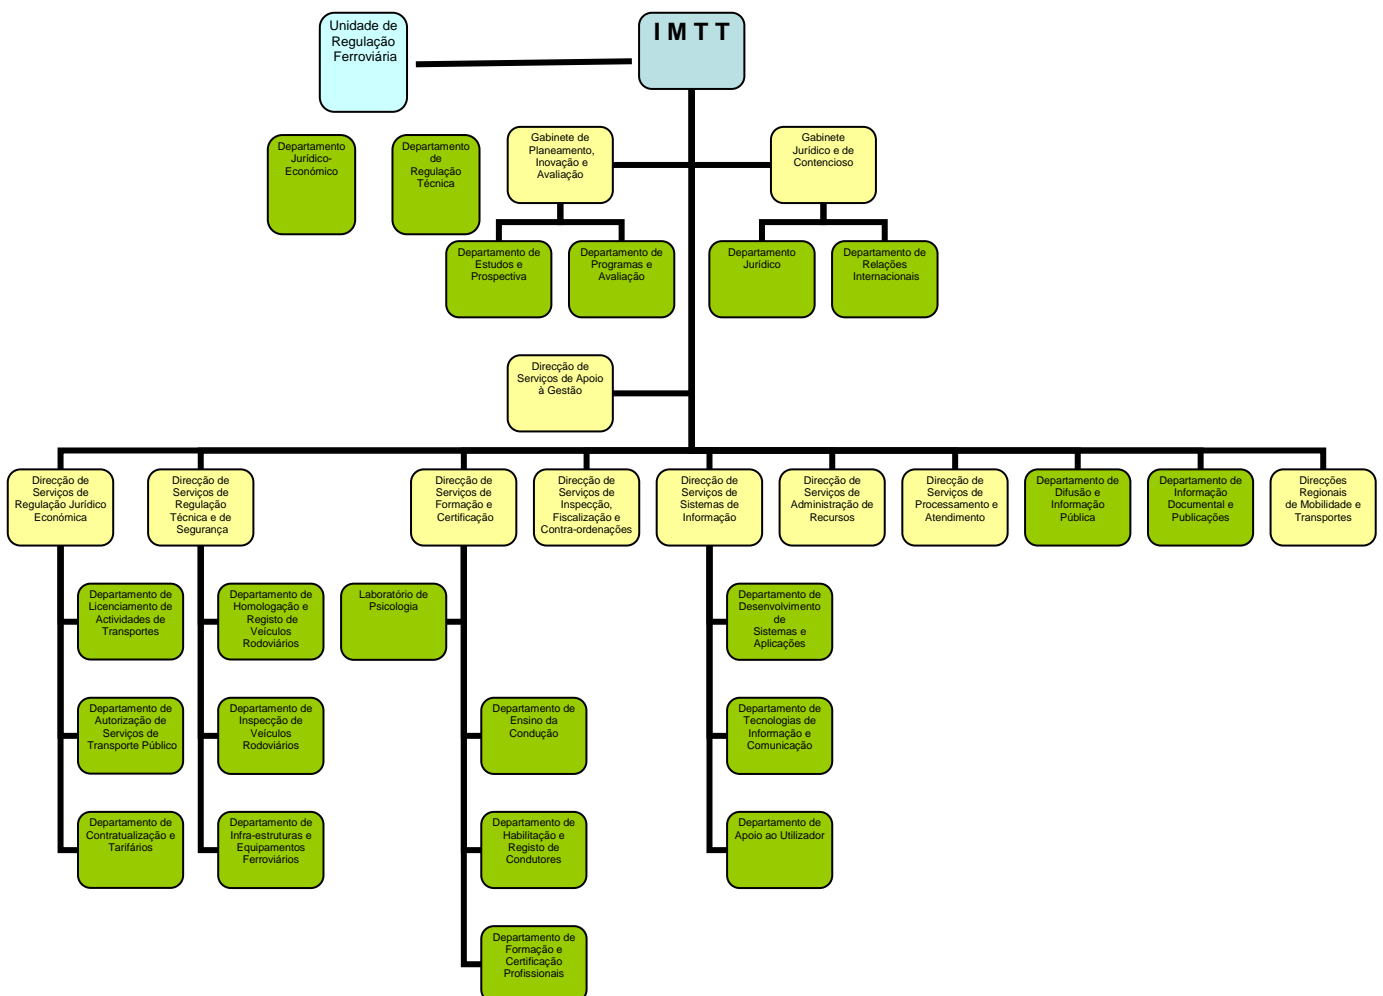 Unidade de
Regulação
Ferroviária
I M T T
Departamento
Jurídico-
Económico
Departamento
de
Regulação
Técnica
Gabinete de
Planeamento,
Inovação e
Avaliação
Gabinete
Jurídico e de
Contencioso
Departamento de
Estudos e
Prospectiva
Departamento de
Programas e
Avaliação
Departamento
Jurídico
Departamento de
Relações
Internacionais
Direcção de
Serviços de Apoio
à Gestão
Direcção de
Serviços de
Regulação Jurídico
Económica
Direcção de
Serviços de
Regulação
Técnica e de
Segurança
Direcção de
Serviços de
Formação e
Certificação
Direcção de
Serviços de
Inspecção,
Fiscalização e
Contra-ordenações
Direcção de
Serviços de
Sistemas de
Informação
Direcção de
Serviços de
Administração de
Recursos
Direcção de
Serviços de
Processamento e
Atendimento
Departamento de
Difusão e
Informação
Pública
Departamento de
Informação
Documental e
Publicações
Direcções
Regionais
de Mobilidade e
Transportes
Departamento de
Licenciamento de
Actividades de
Transportes
Departamento de
Homologação e
Registo de
Veículos
Rodoviários
Laboratório de
Psicologia
Departamento de
Desenvolvimento
de
Sistemas e
Aplicações
Departamento de
Autorização de
Serviços de
Transporte Público
Departamento de
Inspecção de
Veículos
Rodoviários
Departamento de
Ensino da
Condução
Departamento de
Tecnologias de
Informação e
Comunicação
Departamento de
Contratualização e
Tarifários
Departamento de
Infra-estruturas e
Equipamentos
Ferroviários
Departamento de
Habilitação e
Registo de
Condutores
Departamento de
Apoio ao Utilizador
Departamento de
Formação e
Certificação
Profissionais